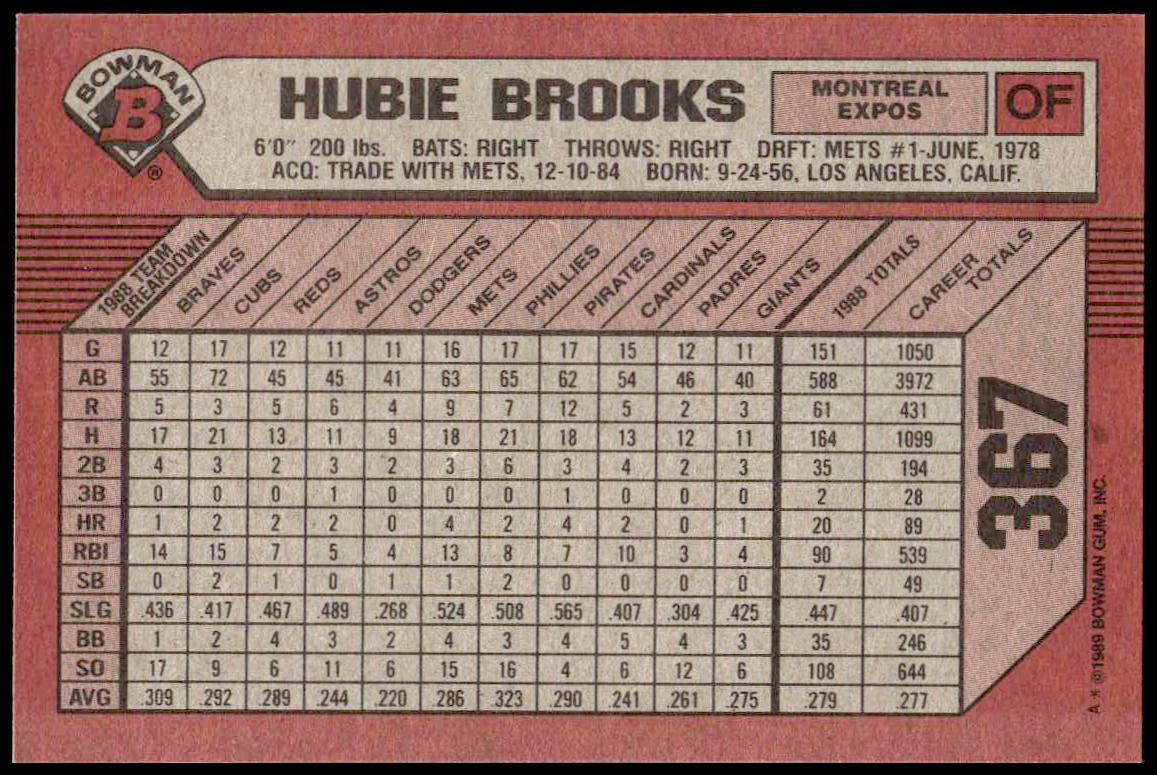 BOWMAN
B
®
HUBIE BROOKS
MONTREAL
EXPOS
OF
6'0" 200 lbs. BATS: RIGHT THROWS: RIGHT DRFT: METS #1-JUNE, 1978
ACQ: TRADE WITH METS, 12-10-84 BORN: 9-24-56, LOS ANGELES, CALIF.
1988 TEAM
BREAKDOWN
BRAVES
CUBS
REDS
ASTROS
DODGERS
METS
PHILLIES
PIRATES
CARDINALS
PADRES
GIANTS
1988 TOTALS
CAREER
TOTALS
G 12 17 12 11 11 16 17 17 15 12 11 151 1050
AB 55 72 45 45 41 63 65 62 54 46 40 588 3972
R 5 3 5 6 4 9 7 12 5 2 3 61 431
H 17 21 13 11 9 18 21 18 13 12 11 164 1099
2B 4 3 2 3 2 3 6 3 4 2 3 35 194
3B 0 0 0 1 0 0 0 1 0 0 0 2 28
HR 1 2 2 2 0 4 2 4 2 0 1 20 89
RBI 14 15 7 5 4 13 8 7 10 3 4 90 539
SB 0 2 1 0 1 1 2 0 0 0 0 7 49
SLG .436 .417 .467 .489 .268 .524 .508 .565 .407 .304 .425 .447 .407
BB 1 2 4 3 2 4 3 4 5 4 3 35 246
SO 17 9 6 11 6 15 16 4 6 12 6 108 644
AVG .309 .292 .289 .244 .220 .286 .323 .290 .241 .261 .275 .279 .277
367
A * ©1989 BOWMAN GUM, INC.